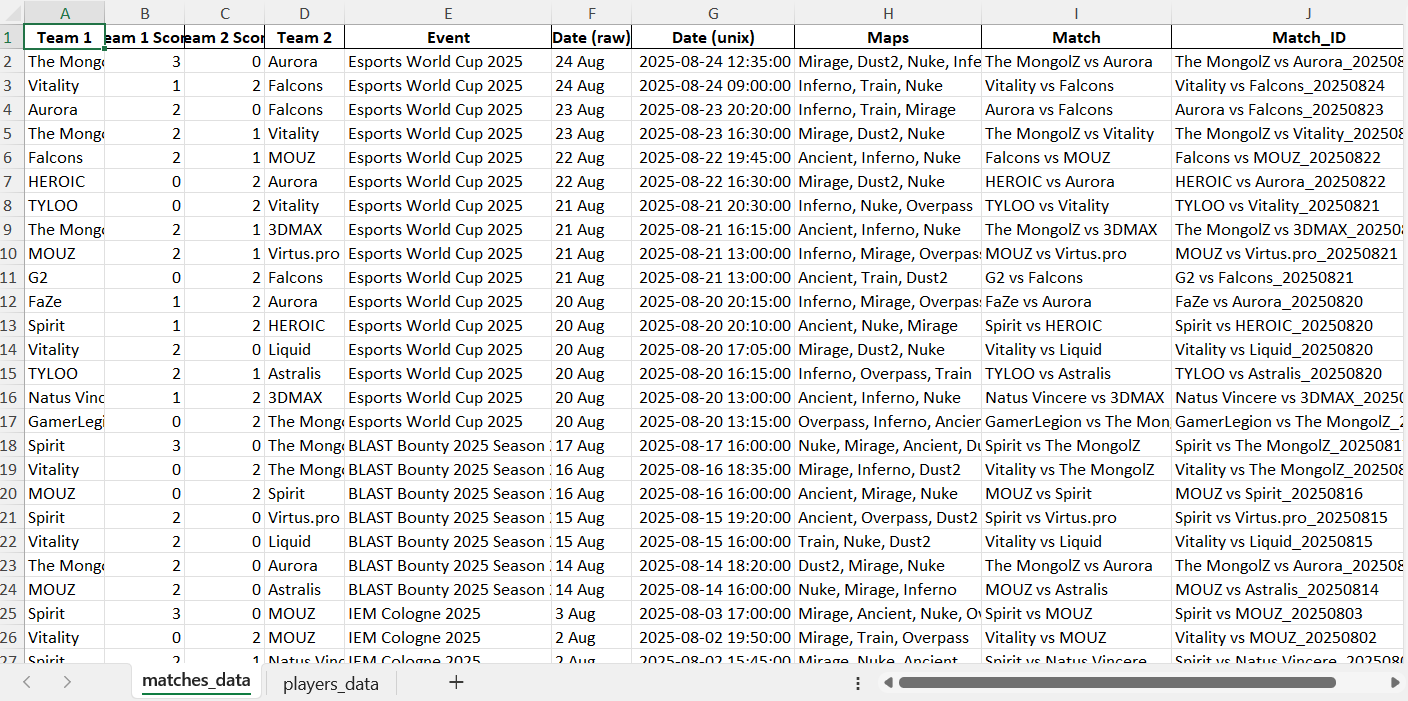 A B C D E F G H I J
1 Team 1 eam 1 Scor eam 2 Scor Team 2 Event Date (raw) Date (unix) Maps Match Match_ID
2 The Mongo 3 0 Aurora Esports World Cup 2025 24 Aug 2025-08-24 12:35:00 Mirage, Dust2, Nuke, Infe The MongolZ vs Aurora The MongolZ vs Aurora_202508
3 Vitality 1 2 Falcons Esports World Cup 2025 24 Aug 2025-08-24 09:00:00 Inferno, Train, Nuke Vitality vs Falcons Vitality vs Falcons_20250824
4 Aurora 2 0 Falcons Esports World Cup 2025 23 Aug 2025-08-23 20:20:00 Inferno, Train, Mirage Aurora vs Falcons Aurora vs Falcons_20250823
5 The Mongo 2 1 Vitality Esports World Cup 2025 23 Aug 2025-08-23 16:30:00 Mirage, Dust2, Nuke The MongolZ vs Vitality The MongolZ vs Vitality_202508
6 Falcons 2 1 MOUZ Esports World Cup 2025 22 Aug 2025-08-22 19:45:00 Ancient, Inferno, Nuke Falcons vs MOUZ Falcons vs MOUZ_20250822
7 HEROIC 0 2 Aurora Esports World Cup 2025 22 Aug 2025-08-22 16:30:00 Mirage, Dust2, Nuke HEROIC vs Aurora HEROIC vs Aurora_20250822
8 TYLOO 0 2 Vitality Esports World Cup 2025 21 Aug 2025-08-21 20:30:00 Inferno, Nuke, Overpass TYLOO vs Vitality TYLOO vs Vitality_20250821
9 The Mongo 2 1 3DMAX Esports World Cup 2025 21 Aug 2025-08-21 16:15:00 Ancient, Inferno, Nuke The MongolZ vs 3DMAX The MongolZ vs 3DMAX_20250
10 MOUZ 2 1 Virtus.pro Esports World Cup 2025 21 Aug 2025-08-21 13:00:00 Inferno, Mirage, Overpas MOUZ vs Virtus.pro MOUZ vs Virtus.pro_20250821
11 G2 0 2 Falcons Esports World Cup 2025 21 Aug 2025-08-21 13:00:00 Ancient, Train, Dust2 G2 vs Falcons G2 vs Falcons_20250821
12 FaZe 1 2 Aurora Esports World Cup 2025 20 Aug 2025-08-20 20:15:00 Inferno, Mirage, Overpas FaZe vs Aurora FaZe vs Aurora_20250820
13 Spirit 1 2 HEROIC Esports World Cup 2025 20 Aug 2025-08-20 20:10:00 Ancient, Nuke, Mirage Spirit vs HEROIC Spirit vs HEROIC_20250820
14 Vitality 2 0 Liquid Esports World Cup 2025 20 Aug 2025-08-20 17:05:00 Mirage, Dust2, Nuke Vitality vs Liquid Vitality vs Liquid_20250820
15 TYLOO 2 1 Astralis Esports World Cup 2025 20 Aug 2025-08-20 16:15:00 Inferno, Overpass, Train TYLOO vs Astralis TYLOO vs Astralis_20250820
16 Natus Vinc 1 2 3DMAX Esports World Cup 2025 20 Aug 2025-08-20 13:00:00 Ancient, Inferno, Nuke Natus Vincere vs 3DMAX Natus Vincere vs 3DMAX_2025
17 GamerLegi 0 2 The Mong Esports World Cup 2025 20 Aug 2025-08-20 13:15:00 Overpass, Inferno, Ancier GamerLegion vs The Mon GamerLegion vs The MongolZ_2
18 Spirit 3 0 The Mong BLAST Bounty 2025 Season 17 Aug 2025-08-17 16:00:00 Nuke, Mirage, Ancient, Du Spirit vs The MongolZ Spirit vs The MongolZ_2025081
19 Vitality 0 2 The Mong BLAST Bounty 2025 Season 16 Aug 2025-08-16 18:35:00 Mirage, Inferno, Dust2 Vitality vs The MongolZ Vitality vs The MongolZ_202508
20 MOUZ 0 2 Spirit BLAST Bounty 2025 Season 16 Aug 2025-08-16 16:00:00 Ancient, Mirage, Nuke MOUZ vs Spirit MOUZ vs Spirit_20250816
21 Spirit 2 0 Virtus.pro BLAST Bounty 2025 Season 15 Aug 2025-08-15 19:20:00 Ancient, Overpass, Dust2 Spirit vs Virtus.pro Spirit vs Virtus.pro_20250815
22 Vitality 2 0 Liquid BLAST Bounty 2025 Season 15 Aug 2025-08-15 16:00:00 Train, Nuke, Dust2 Vitality vs Liquid Vitality vs Liquid_20250815
23 The Mongo 2 0 Aurora BLAST Bounty 2025 Season 14 Aug 2025-08-14 18:20:00 Dust2, Mirage, Nuke The MongolZ vs Aurora The MongolZ vs Aurora_202508
24 MOUZ 2 0 Astralis BLAST Bounty 2025 Season 14 Aug 2025-08-14 16:00:00 Nuke, Mirage, Inferno MOUZ vs Astralis MOUZ vs Astralis_20250814
25 Spirit 3 0 MOUZ IEM Cologne 2025 3 Aug 2025-08-03 17:00:00 Mirage, Ancient, Nuke, Ov Spirit vs MOUZ Spirit vs MOUZ_20250803
26 Vitality 0 2 MOUZ IEM Cologne 2025 2 Aug 2025-08-02 19:50:00 Mirage, Train, Overpass Vitality vs MOUZ Vitality vs MOUZ_20250802
27 Spirit 2 1 Natus Vinc IEM Cologne 2025 2 Aug 2025-08-02 15:45:00 Mirage, Nuke, Ancient Spirit vs Natus Vincere Spirit vs Natus Vincere_202508
matches_data players_data